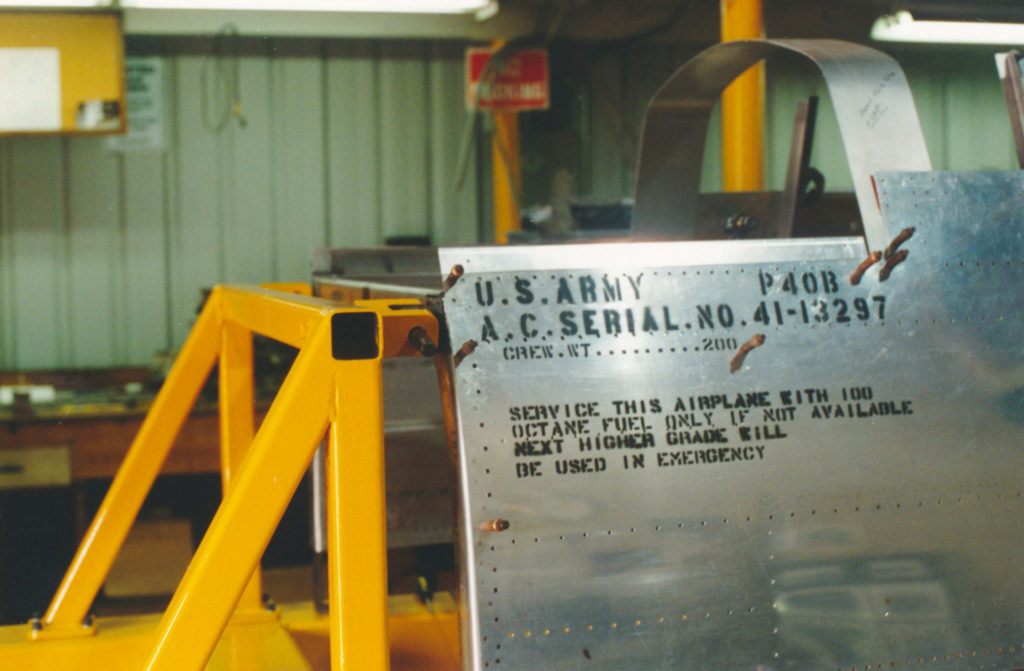 U.S.ARMY P40B
A.C.SERIAL.NO.41-13297
CREW.WT.........200
SERVICE THIS AIRPLANE WITH 100
OCTANE FUEL ONLY IF NOT AVAILABLE
NEXT HIGHER GRADE WILL
BE USED IN EMERGENCY